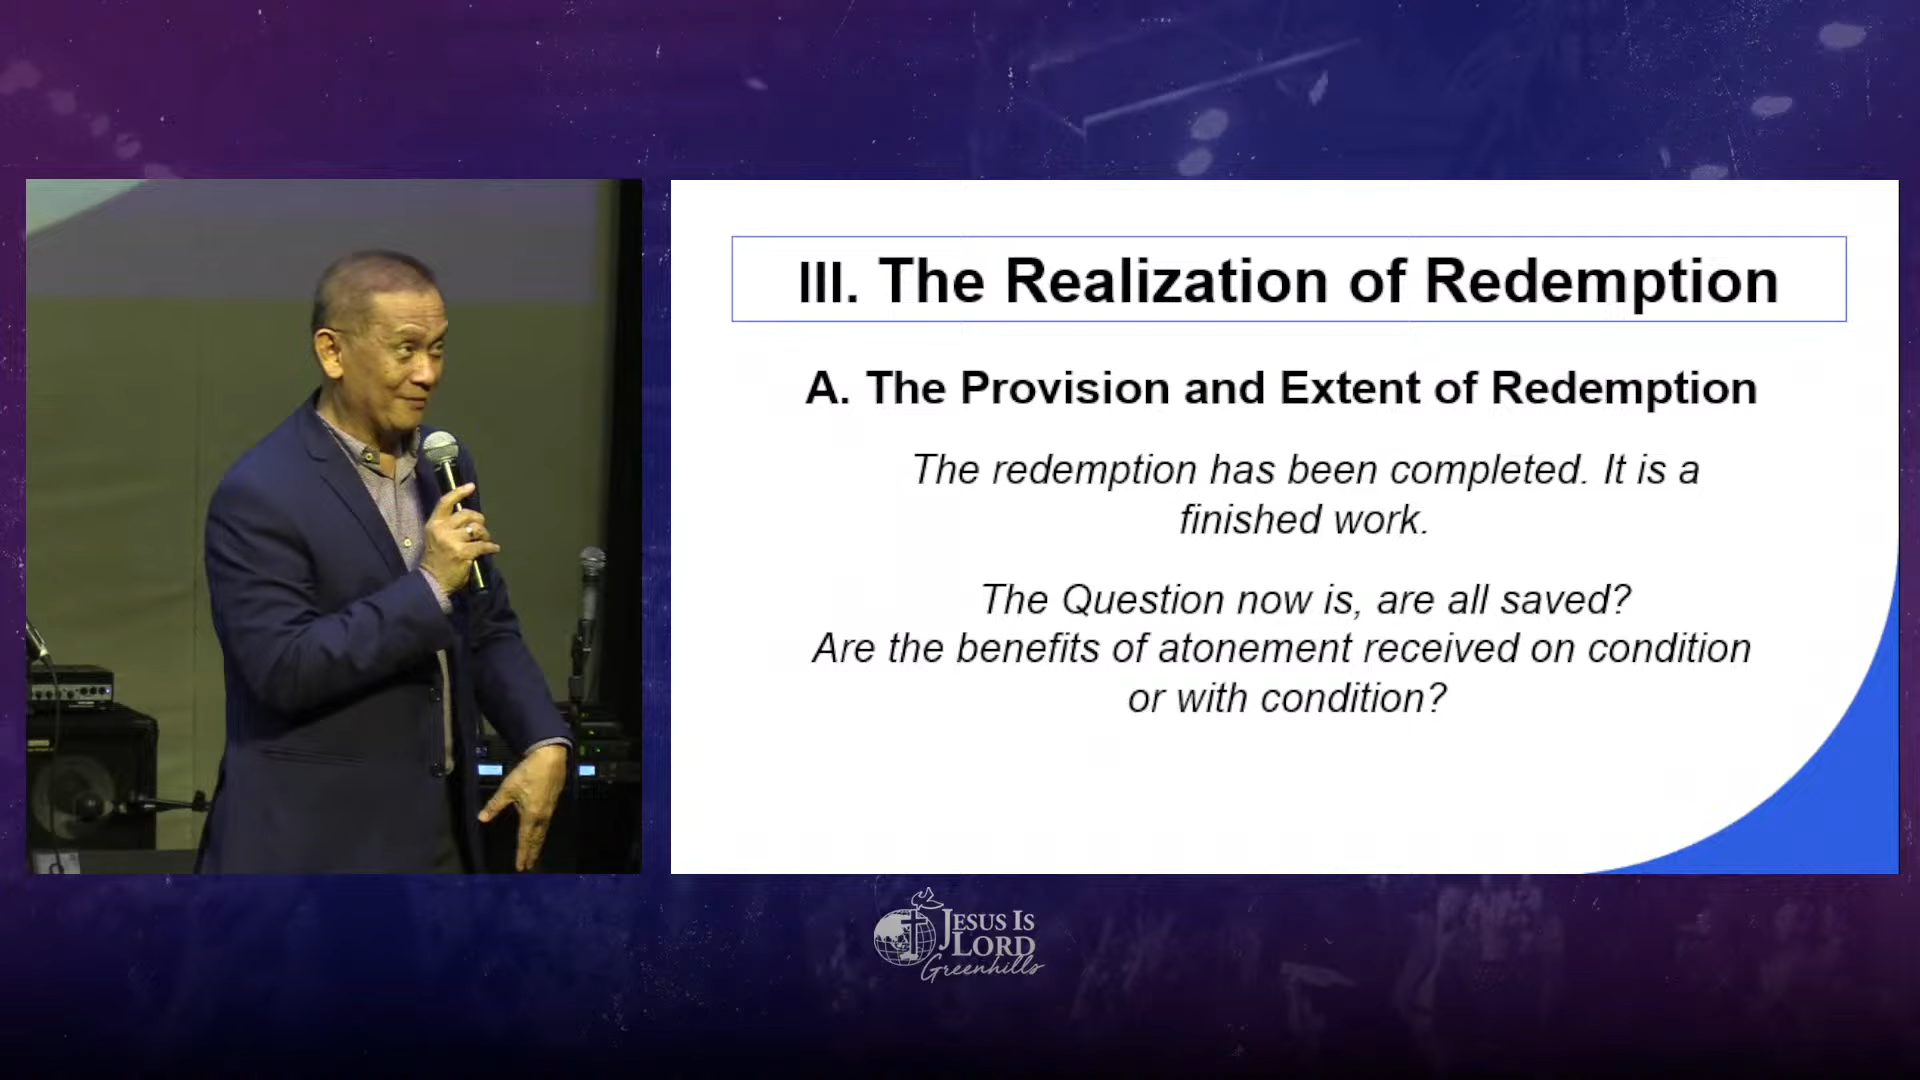 III. The Realization of Redemption
A. The Provision and Extent of Redemption
The redemption has been completed. It is a
finished work.
The Question now is, are all saved?
Are the benefits of atonement received on condition
or with condition?
JESUS IS
LORD
Greenhills